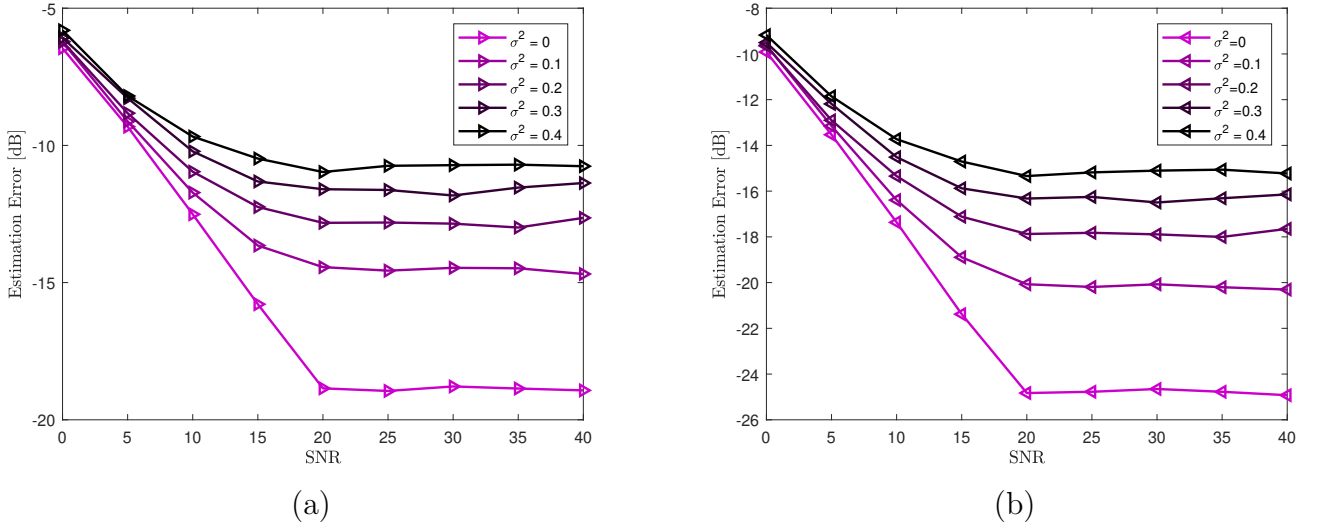 -5
-10
-15
-20
Estimation Error [dB]
0 5 10 15 20 25 30 35 40
SNR
σ² = 0
σ² = 0.1
σ² = 0.2
σ² = 0.3
σ² = 0.4
(a)
-8
-10
-12
-14
-16
-18
-20
-22
-24
-26
Estimation Error [dB]
0 5 10 15 20 25 30 35 40
SNR
σ² =0
σ² =0.1
σ²=0.2
σ² =0.3
σ² = 0.4
(b)